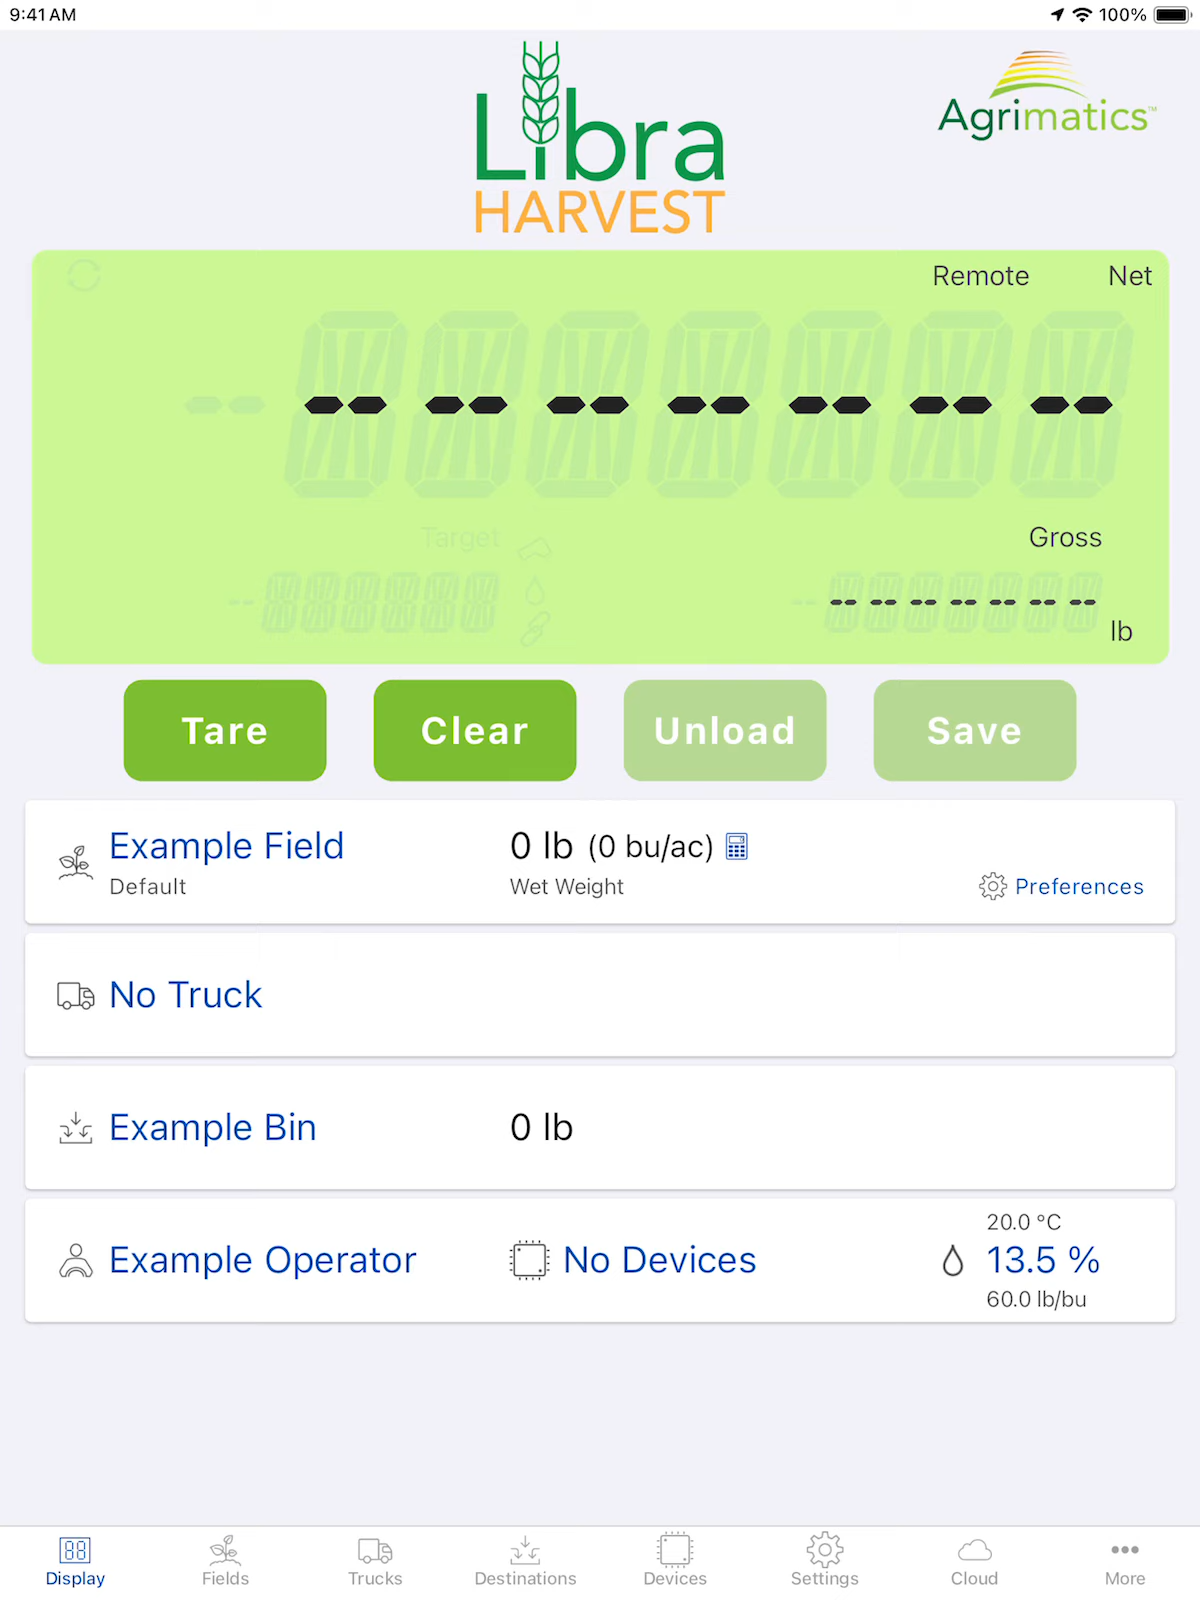 9:41 AM
100%
Libra
HARVEST
Agrimatics™
Remote Net
- - - - - - -
Target
Gross
- - - - - - -
lb
Tare Clear Unload Save
Example Field 0 lb (0 bu/ac)
Default Wet Weight Preferences
No Truck
Example Bin 0 lb
20.0 °C
Example Operator No Devices 13.5 %
60.0 lb/bu
Display Fields Trucks Destinations Devices Settings Cloud More